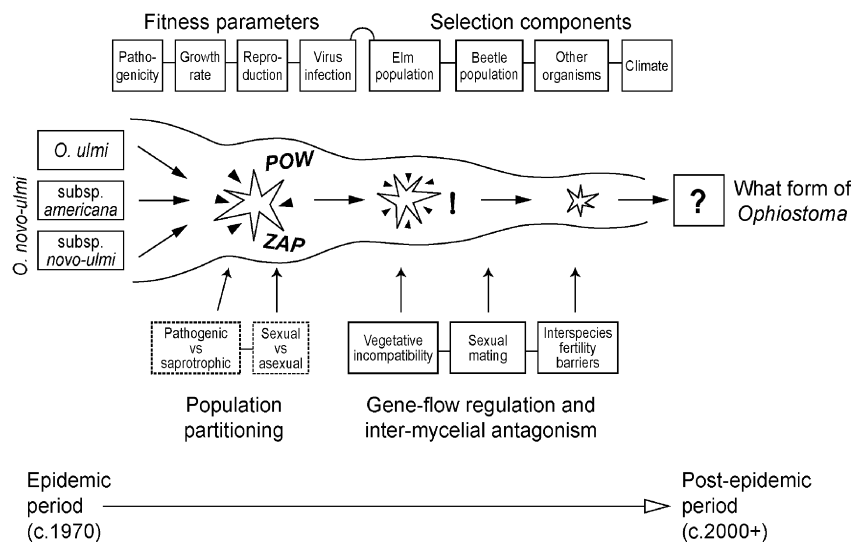 Fitness parameters
Selection components
Patho-
genicity
Growth
rate
Repro-
duction
Virus
infection
Elm
population
Beetle
population
Other
organisms
Climate
O. ulmi
subsp.
americana
subsp.
novo-ulmi
O. novo-ulmi
POW
ZAP
!
?
What form of
Ophiostoma
Pathogenic
vs
saprotrophic
Sexual
vs
asexual
Vegetative
incompatibility
Sexual
mating
Interspecies
fertility
barriers
Population
partitioning
Gene-flow regulation and
inter-mycelial antagonism
Epidemic
period
(c.1970)
Post-epidemic
period
(c.2000+)